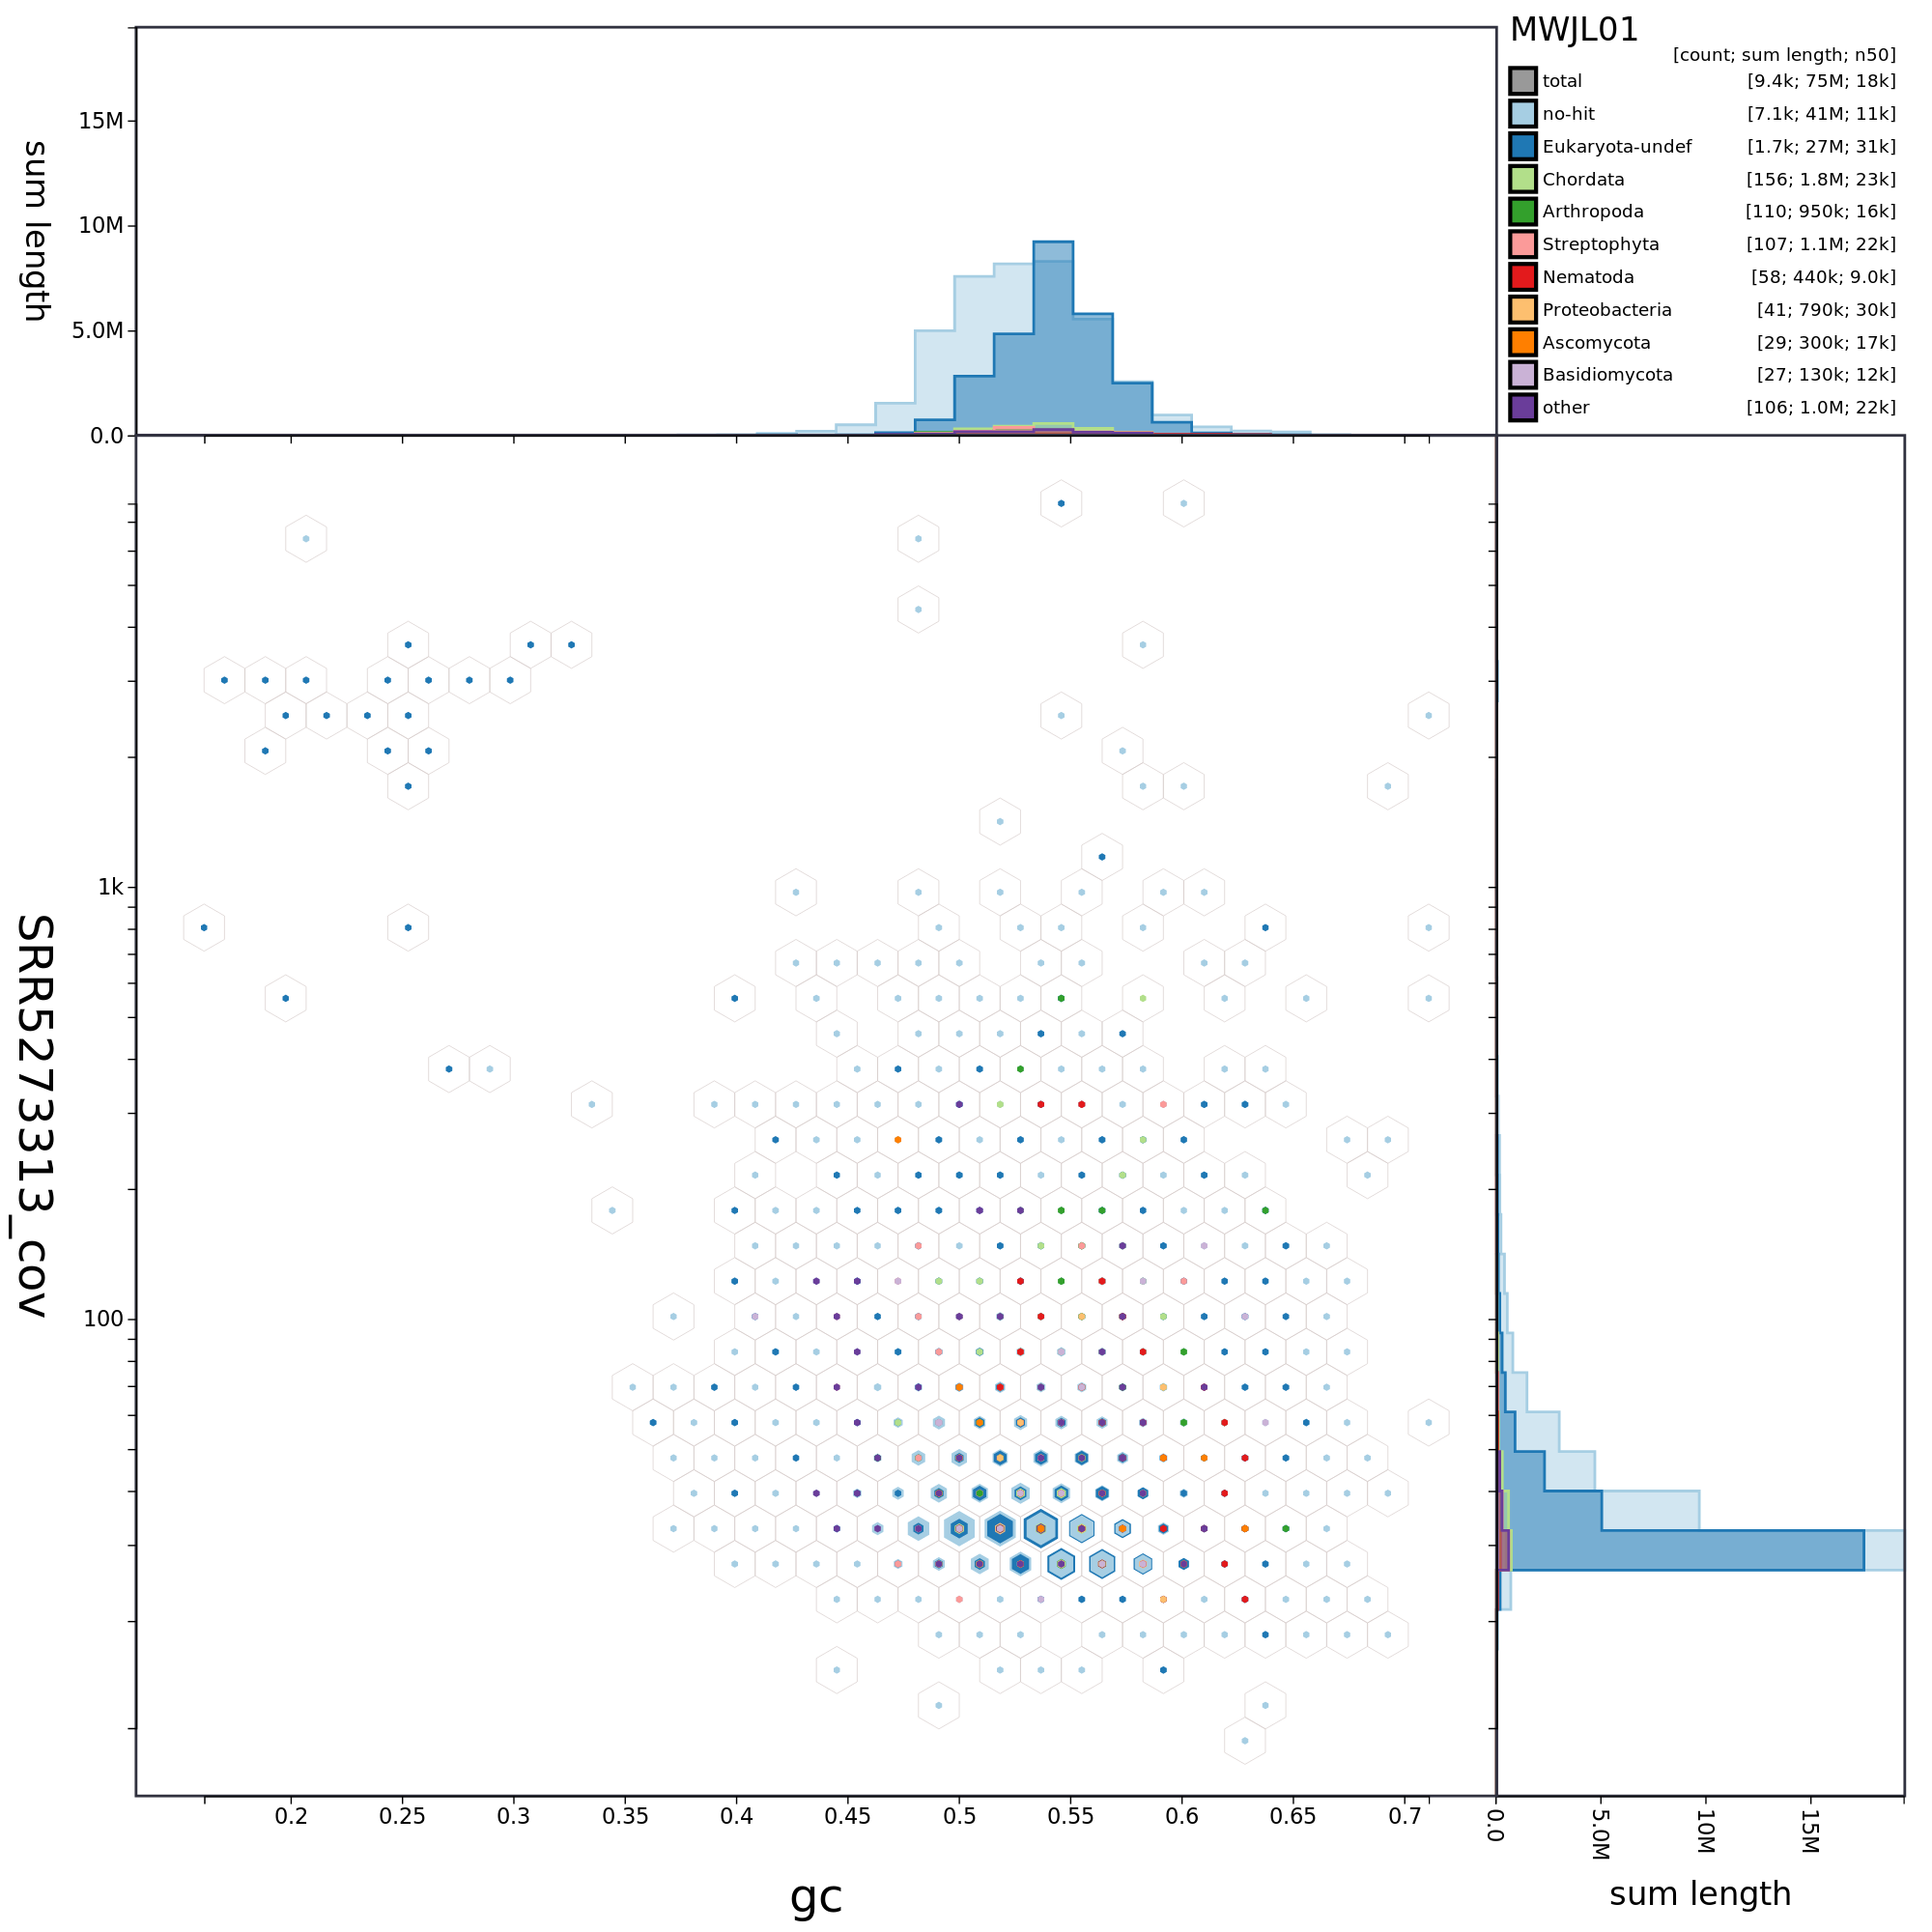 MWJL01
[count; sum length; n50]
total [9.4k; 75M; 18k]
no-hit [7.1k; 41M; 11k]
Eukaryota-undef [1.7k; 27M; 31k]
Chordata [156; 1.8M; 23k]
Arthropoda [110; 950k; 16k]
Streptophyta [107; 1.1M; 22k]
Nematoda [58; 440k; 9.0k]
Proteobacteria [41; 790k; 30k]
Ascomycota [29; 300k; 17k]
Basidiomycota [27; 130k; 12k]
other [106; 1.0M; 22k]
sum length
15M
10M
5.0M
0.0
SRR5273313_cov
1k
100
0.2 0.25 0.3 0.35 0.4 0.45 0.5 0.55 0.6 0.65 0.7
gc
0.0 5.0M 10M 15M
sum length